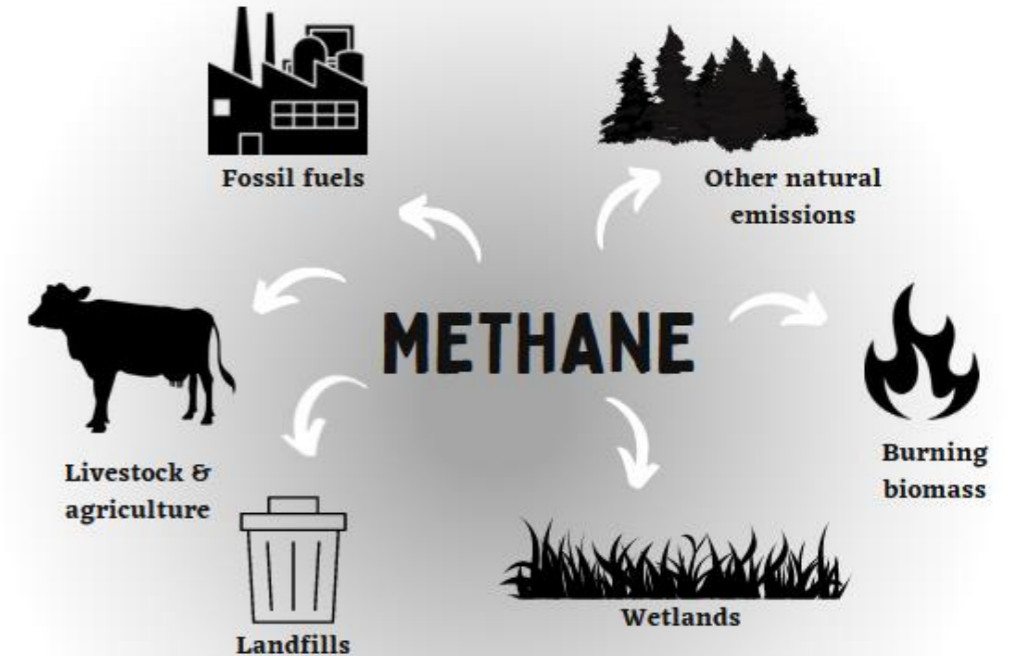 Fossil fuels
Other natural
emissions
METHANE
Livestock &
agriculture
Burning
biomass
Landfills
Wetlands